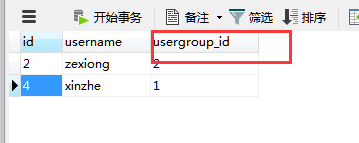 开始事务 备注 筛选 排序
id username usergroup_id
2 zexiong 2
4 xinzhe 1